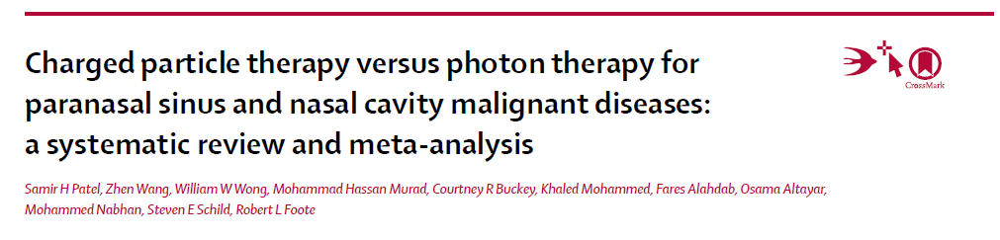 Charged particle therapy versus photon therapy for
paranasal sinus and nasal cavity malignant diseases:
a systematic review and meta-analysis
CrossMark
Samir H Patel, Zhen Wang, William W Wong, Mohammad Hassan Murad, Courtney R Buckey, Khaled Mohammed, Fares Alahdab, Osama Altayar,
Mohammed Nabhan, Steven E Schild, Robert L Foote